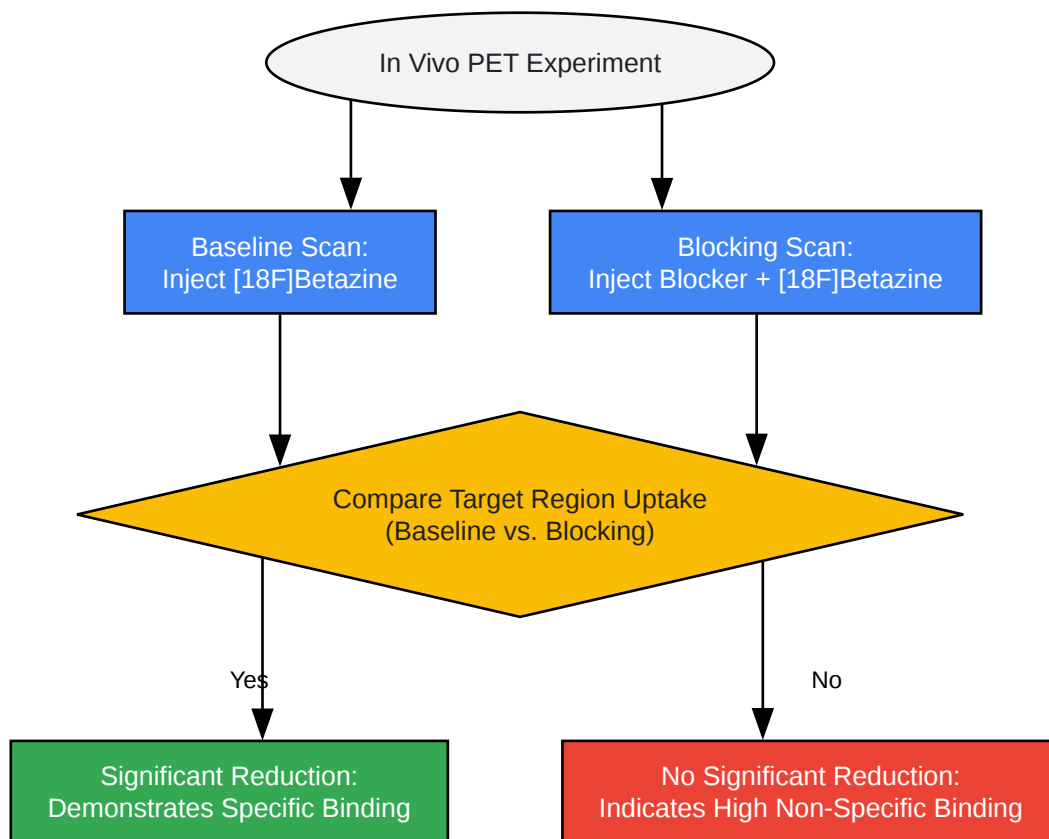 In Vivo PET Experiment
Baseline Scan:
Inject [18F]Betazine
Blocking Scan:
Inject Blocker + [18F]Betazine
Compare Target Region Uptake
(Baseline vs. Blocking)
Yes
No
Significant Reduction:
Demonstrates Specific Binding
No Significant Reduction:
Indicates High Non-Specific Binding